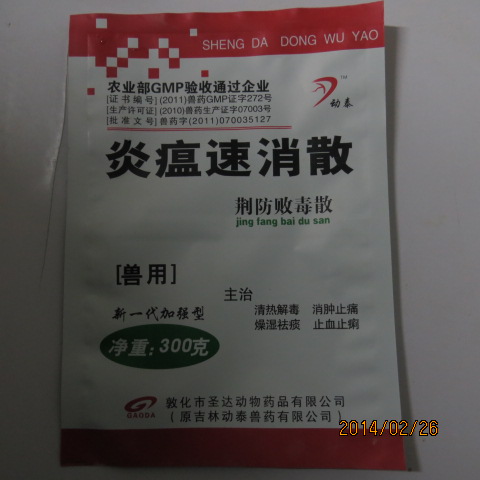 SHENG DA DONG WU YAO
农业部GMP验收通过企业
[证书编号](2011)兽药GMP证字272号
[生产许可证](2010)兽药生产证字07003号
[批准文号]兽药字(2011)070035127
TM
动泰
炎瘟速消散
荆防败毒散
jing fang bai du san
[兽用]
主治
清热解毒 消肿止痛
燥湿祛痰 止血止痢
新一代加强型
净重:300克
GAODA
敦化市圣达动物药品有限公司
(原吉林动泰兽药有限公司)
2014/02/26